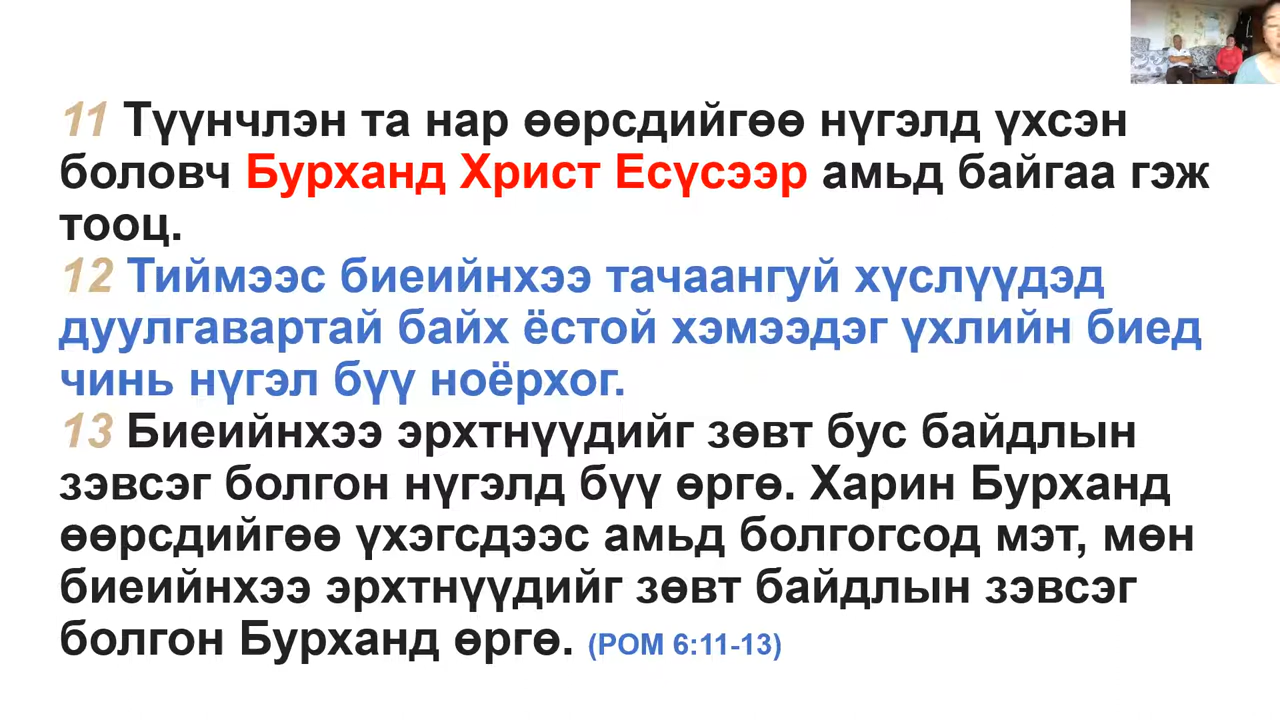 11 Түүнчлэн та нар өөрсдийгөө нүгэлд үхсэн
боловч Бурханд Христ Есүсээр амьд байгаа гэж
тооц.
12 Тиймээс биеийнхээ тачаангуй хүслүүдэд
дуулгавартай байх ёстой хэмээдэг үхлийн биед
чинь нүгэл бүү ноёрхог.
13 Биеийнхээ эрхтнүүдийг зөвт бус байдлын
зэвсэг болгон нүгэлд бүү өргө. Харин Бурханд
өөрсдийгөө үхэгсдээс амьд болгогсод мэт, мөн
биеийнхээ эрхтнүүдийг зөвт байдлын зэвсэг
болгон Бурханд өргө. (РОМ 6:11-13)